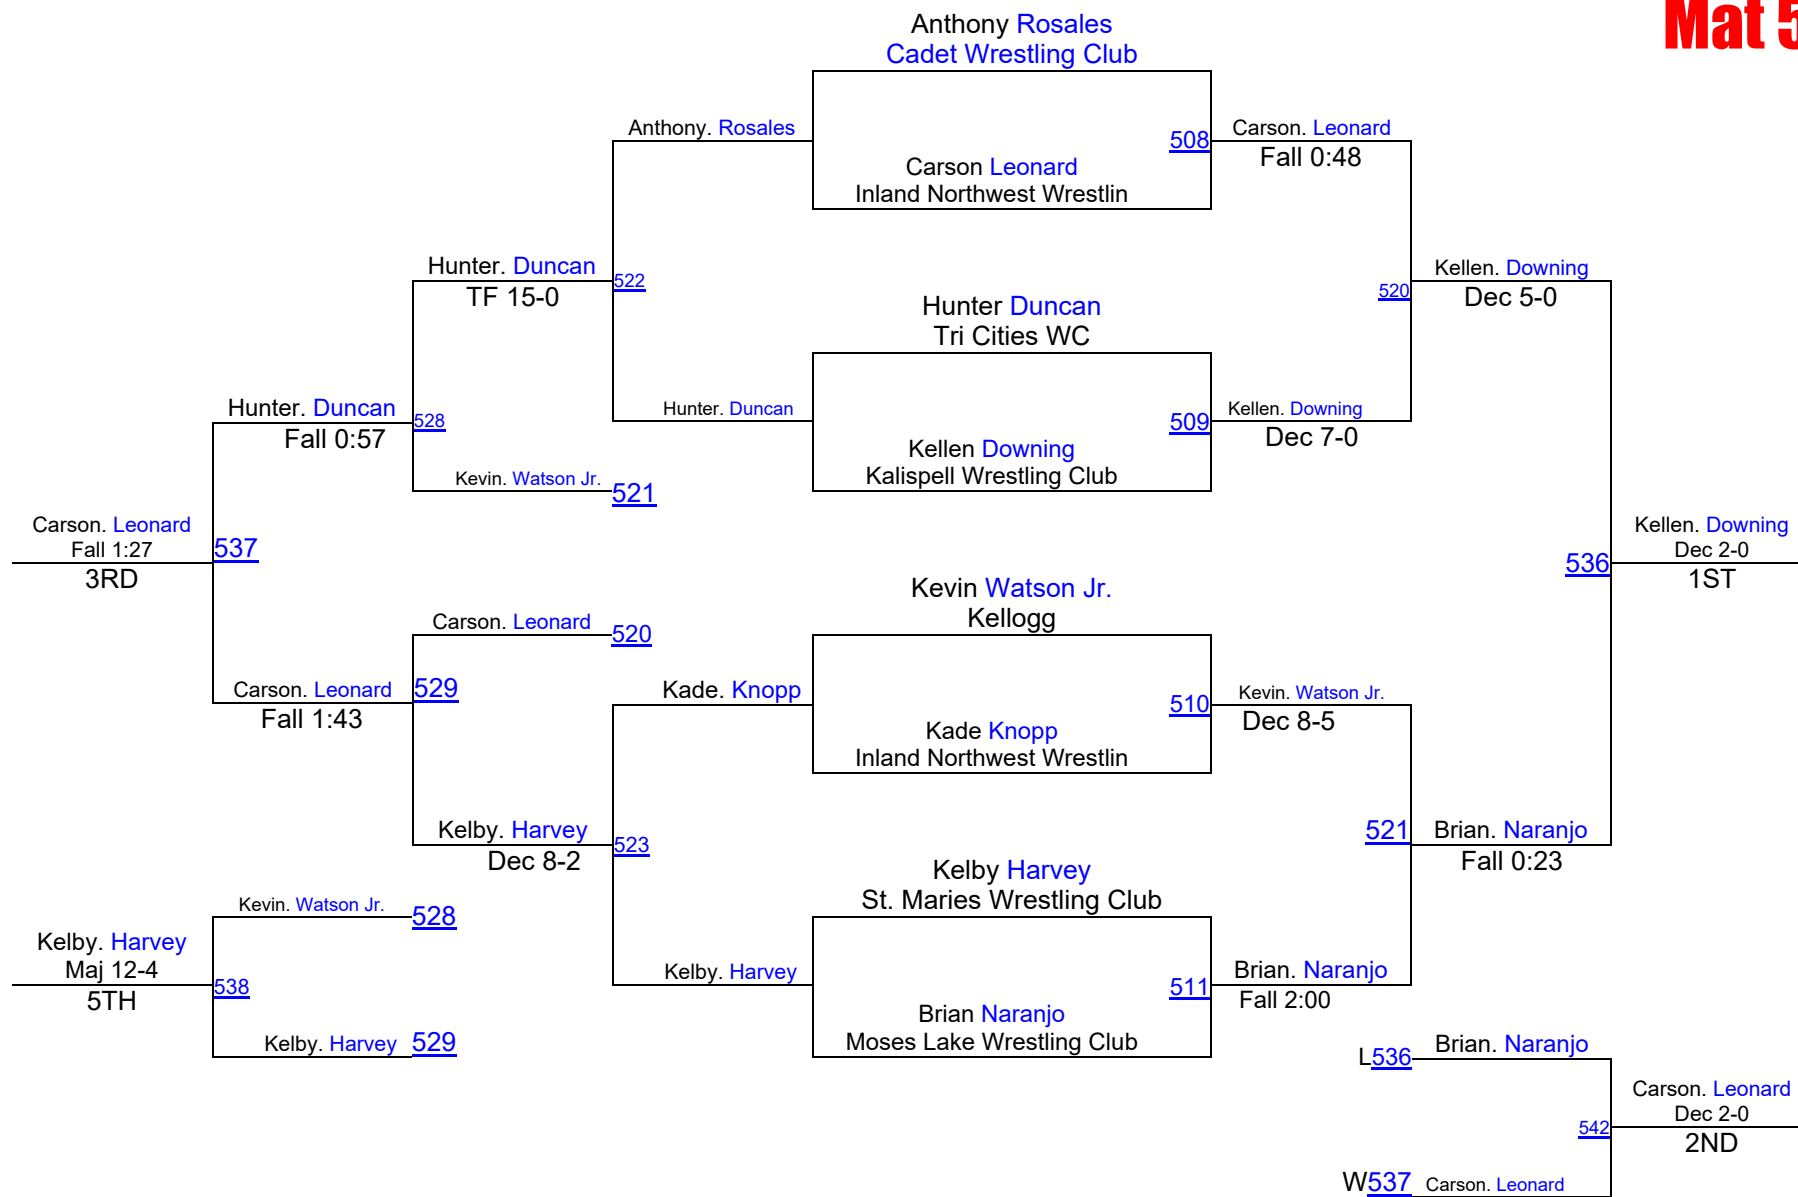 Mat 5
Anthony Rosales
Cadet Wrestling Club
Anthony. Rosales
508
Carson. Leonard
Fall 0:48
Carson Leonard
Inland Northwest Wrestlin
Hunter. Duncan
TF 15-0
522
Hunter Duncan
Tri Cities WC
520
Kellen. Downing
Dec 5-0
Hunter. Duncan
Fall 0:57
528
Hunter. Duncan
509
Kellen. Downing
Dec 7-0
Kellen Downing
Kalispell Wrestling Club
Kevin. Watson Jr.
521
Carson. Leonard
Fall 1:27
3RD
537
536
Kellen. Downing
Dec 2-0
1ST
Kevin Watson Jr.
Kellogg
Carson. Leonard
520
Carson. Leonard
Fall 1:43
529
Kade. Knopp
510
Kevin. Watson Jr.
Dec 8-5
Kade Knopp
Inland Northwest Wrestlin
Kelby. Harvey
Dec 8-2
523
521
Brian. Naranjo
Fall 0:23
Kelby Harvey
St. Maries Wrestling Club
Kevin. Watson Jr.
528
Kelby. Harvey
Maj 12-4
5TH
538
Kelby. Harvey
511
Brian. Naranjo
Fall 2:00
Brian Naranjo
Moses Lake Wrestling Club
Kelby. Harvey
529
L536
Brian. Naranjo
Carson. Leonard
Dec 2-0
2ND
542
W537
Carson. Leonard